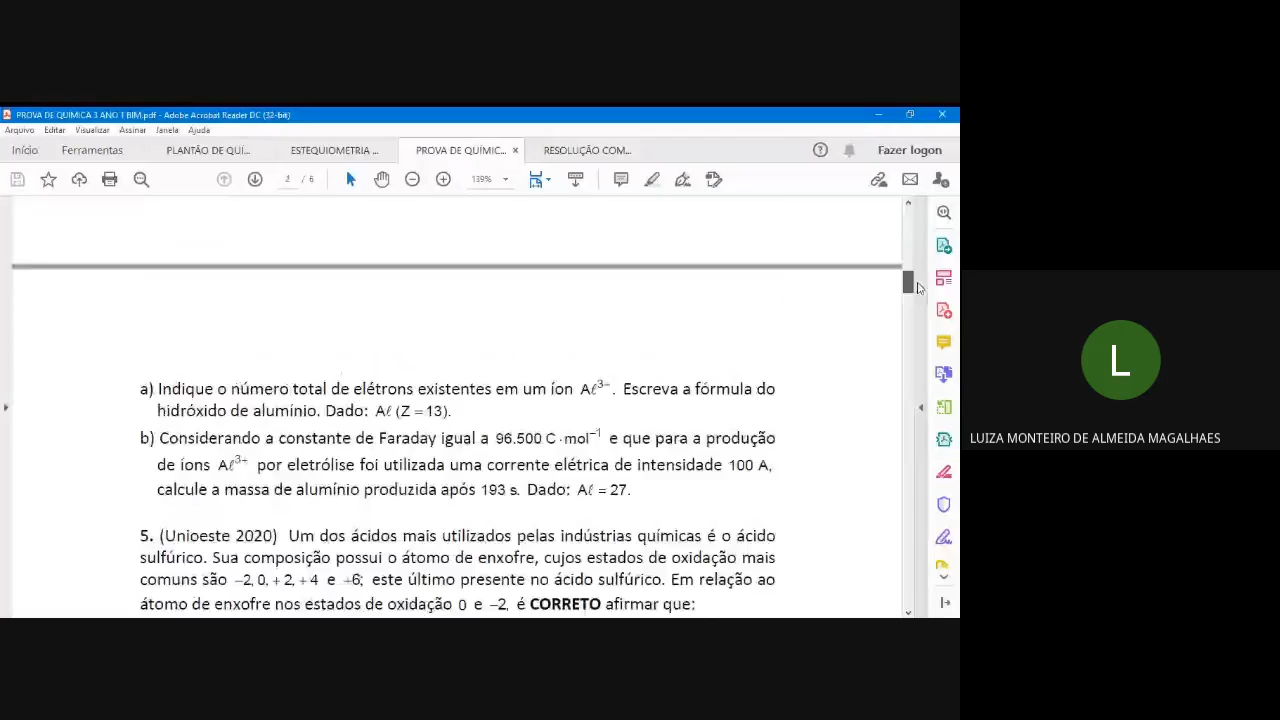 PROVA DE QUÍMICA 3 ANO 1 BIM.pdf - Adobe Acrobat Reader DC (32-bit)
Arquivo Editar Visualizar Assinar Janela Ajuda
Início Ferramentas PLANTÃO DE QUÍ... ESTEQUIOMETRIA ... PROVA DE QUÍMIC... × RESOLUÇÃO COM... Fazer logon
2 / 6 139%
a) Indique o número total de elétrons existentes em um íon Aℓ³⁺. Escreva a fórmula do
hidróxido de alumínio. Dado: Aℓ (Z = 13).
b) Considerando a constante de Faraday igual a 96.500 C · mol⁻¹ e que para a produção
de íons Aℓ³⁺ por eletrólise foi utilizada uma corrente elétrica de intensidade 100 A,
calcule a massa de alumínio produzida após 193 s. Dado: Aℓ = 27.
5. (Unioeste 2020) Um dos ácidos mais utilizados pelas indústrias químicas é o ácido
sulfúrico. Sua composição possui o átomo de enxofre, cujos estados de oxidação mais
comuns são −2, 0, +2, +4 e +6; este último presente no ácido sulfúrico. Em relação ao
átomo de enxofre nos estados de oxidação 0 e −2, é CORRETO afirmar que:
L
LUIZA MONTEIRO DE ALMEIDA MAGALHAES